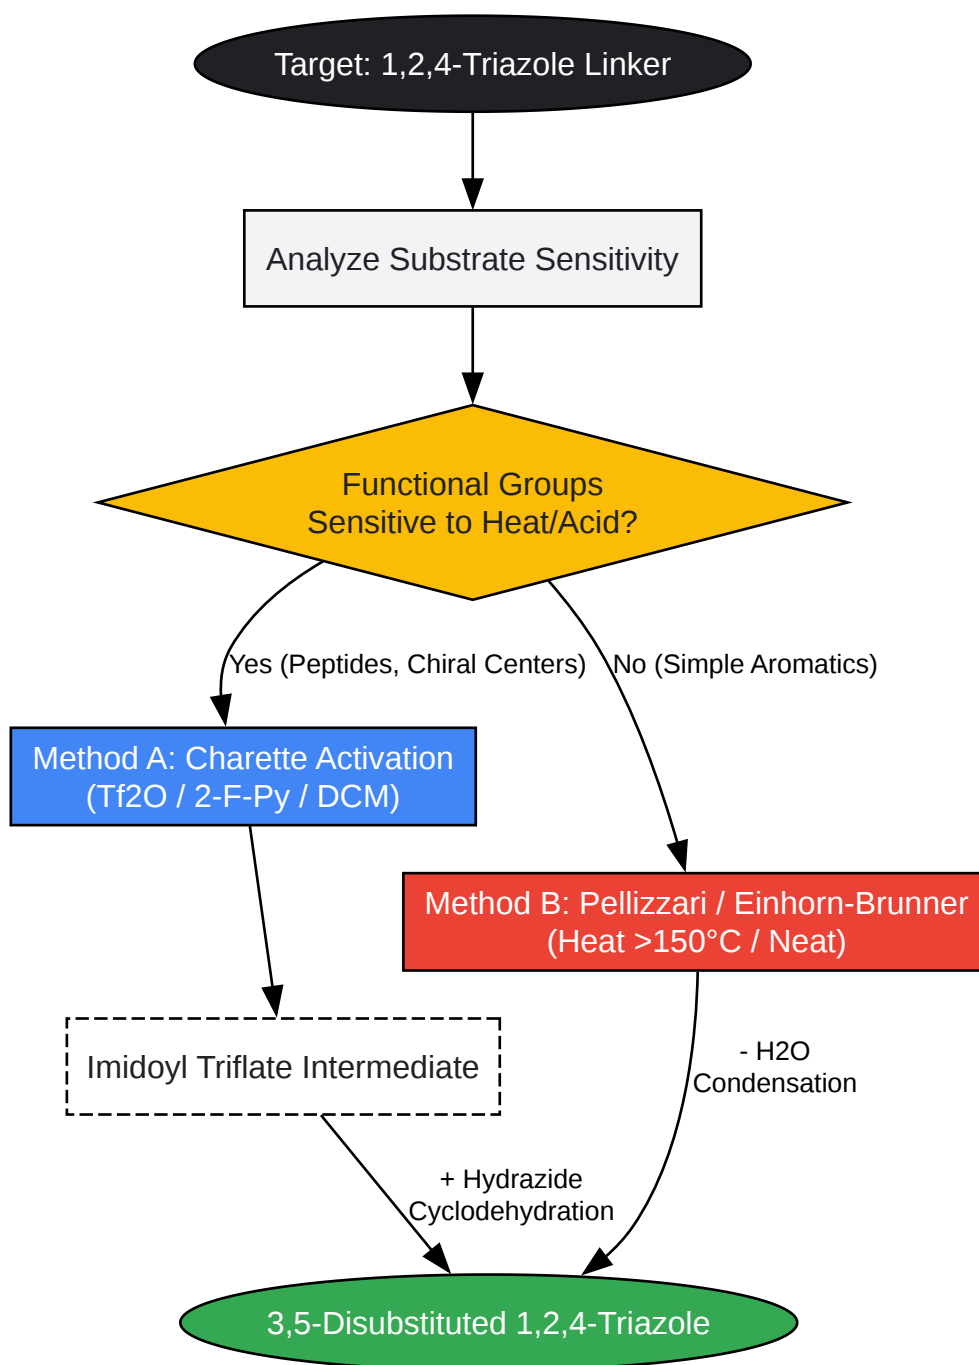 Target: 1,2,4-Triazole Linker
Analyze Substrate Sensitivity
Functional Groups
Sensitive to Heat/Acid?
Yes (Peptides, Chiral Centers)
No (Simple Aromatics)
Method A: Charette Activation
(Tf2O / 2-F-Py / DCM)
Method B: Pellizzari / Einhorn-Brunner
(Heat >150°C / Neat)
Imidoyl Triflate Intermediate
- H2O
Condensation
+ Hydrazide
Cyclodehydration
3,5-Disubstituted 1,2,4-Triazole